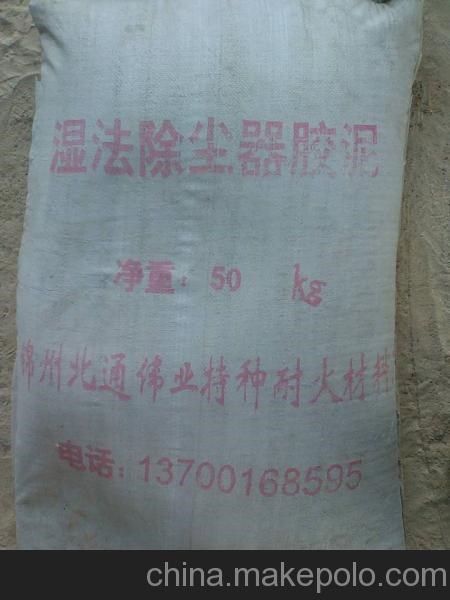 湿法除尘器胶泥
净重：50 kg
锦州北通伟业特种耐火材料
电话：13700168595
china.makepolo.com